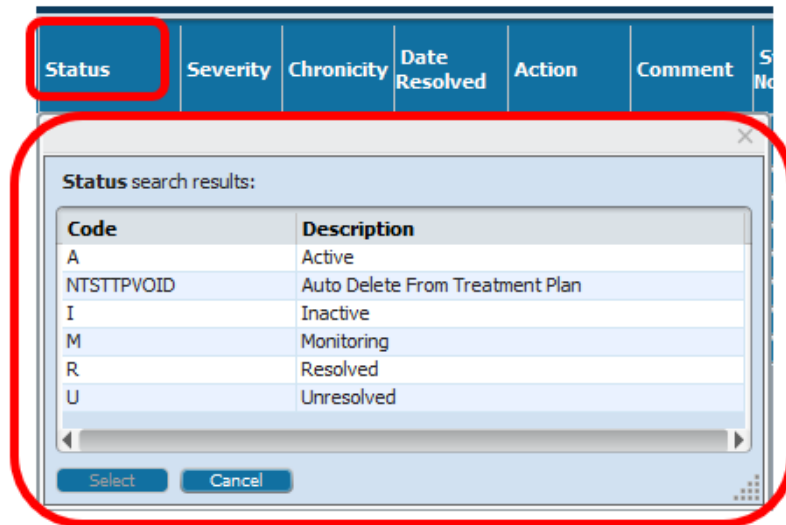 Status Severity Chronicity Date Resolved Action Comment
Status search results:
Code Description
A Active
NTSTTPVOID Auto Delete From Treatment Plan
I Inactive
M Monitoring
R Resolved
U Unresolved
Select Cancel